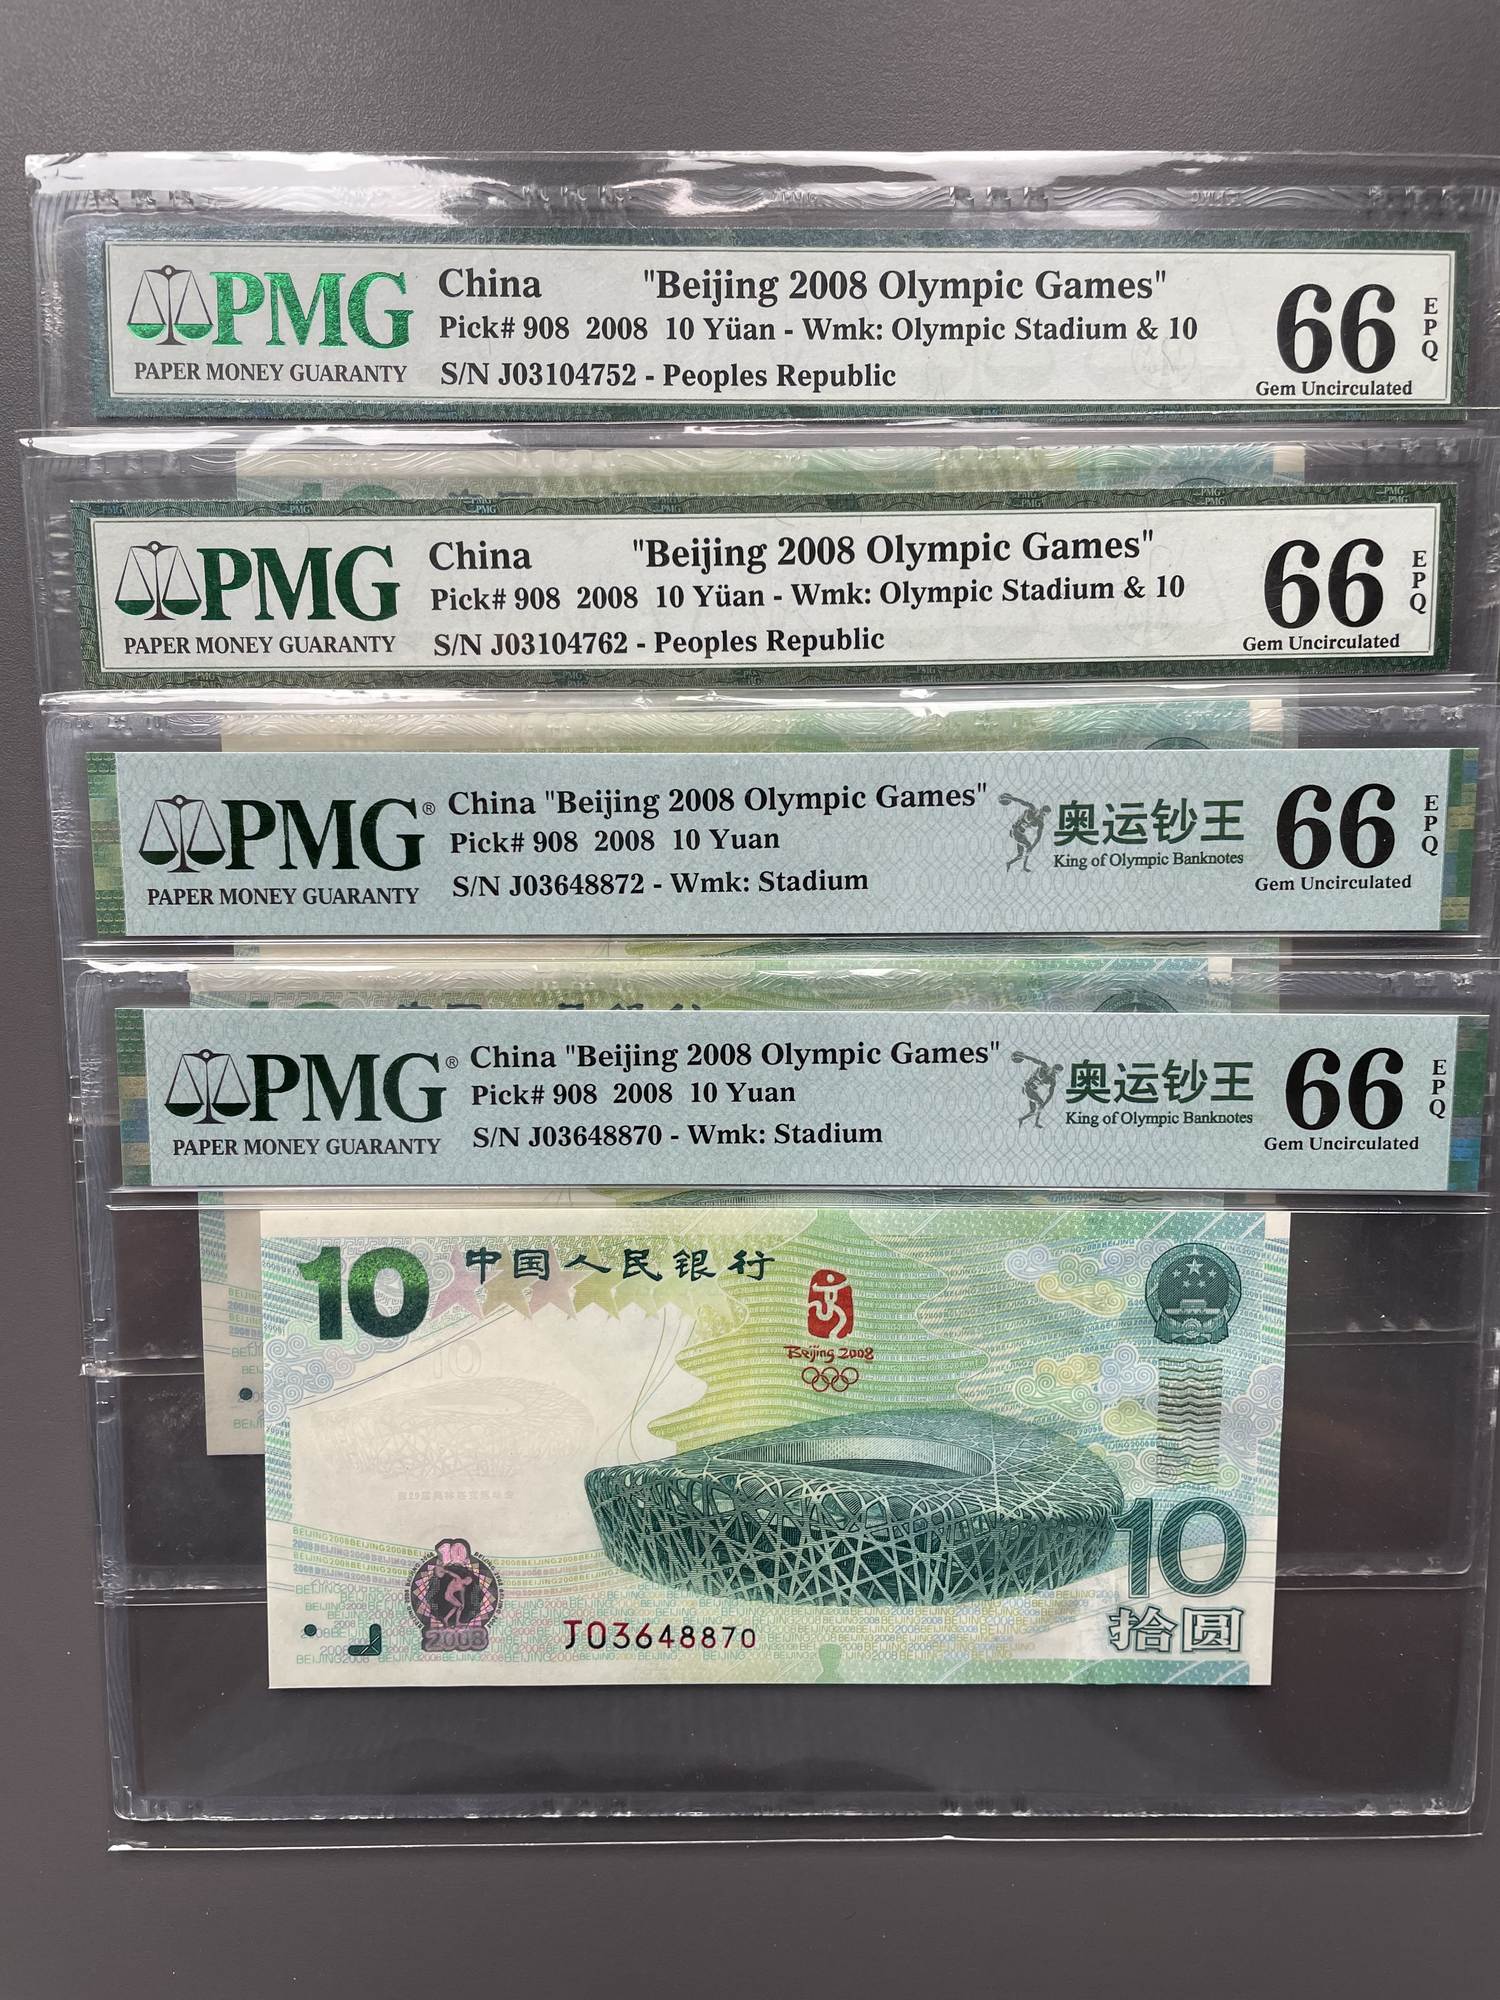 PMG
PAPER MONEY GUARANTY
China "Beijing 2008 Olympic Games"
Pick# 908 2008 10 Yüan - Wmk: Olympic Stadium & 10
S/N J03104752 - Peoples Republic
66 EPQ
Gem Uncirculated
PMG
PAPER MONEY GUARANTY
China "Beijing 2008 Olympic Games"
Pick# 908 2008 10 Yüan - Wmk: Olympic Stadium & 10
S/N J03104762 - Peoples Republic
66 EPQ
Gem Uncirculated
PMG®
PAPER MONEY GUARANTY
China "Beijing 2008 Olympic Games"
Pick# 908 2008 10 Yuan
S/N J03648872 - Wmk: Stadium
奥运钞王
King of Olympic Banknotes
66 EPQ
Gem Uncirculated
PMG®
PAPER MONEY GUARANTY
China "Beijing 2008 Olympic Games"
Pick# 908 2008 10 Yuan
S/N J03648870 - Wmk: Stadium
奥运钞王
King of Olympic Banknotes
66 EPQ
Gem Uncirculated
10 中国人民银行
Beijing 2008
10
10
2008
J03648870
10
拾圆